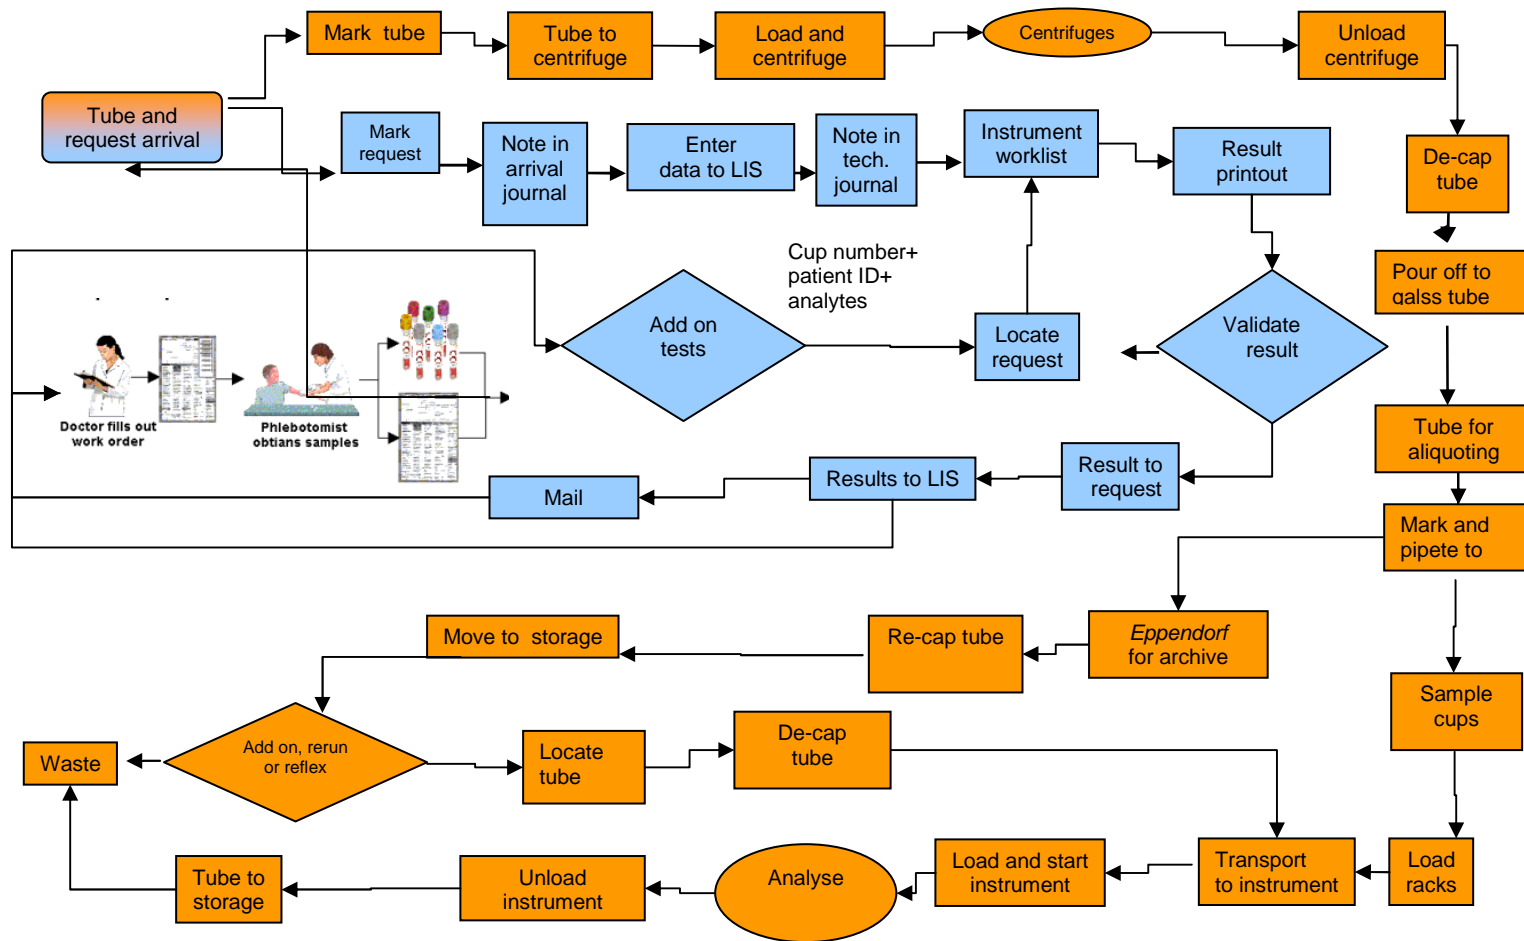 Mark  tube
Tube to
centrifuge
Load and
centrifuge
Centrifuges
Unload
centrifuge
Tube and
request arrival
Mark
request
Note in
arrival
journal
Enter
data to LIS
Note in
tech.
journal
Instrument
worklist
Result
printout
De-cap
tube
Cup number+
patient ID+
analytes
Pour off to
galss tube
Add on
tests
Locate
request
Validate
result
Doctor fills out
work order
Phlebotomist
obtians samples
Tube for
aliquoting
Mail
Results to LIS
Result to
request
Mark and
pipete to
Move to  storage
Re-cap tube
Eppendorf
for archive
Sample
cups
Waste
Add on, rerun
or reflex
Locate
tube
De-cap
tube
Tube to
storage
Unload
instrument
Analyse
Load and start
instrument
Transport
to instrument
Load
racks